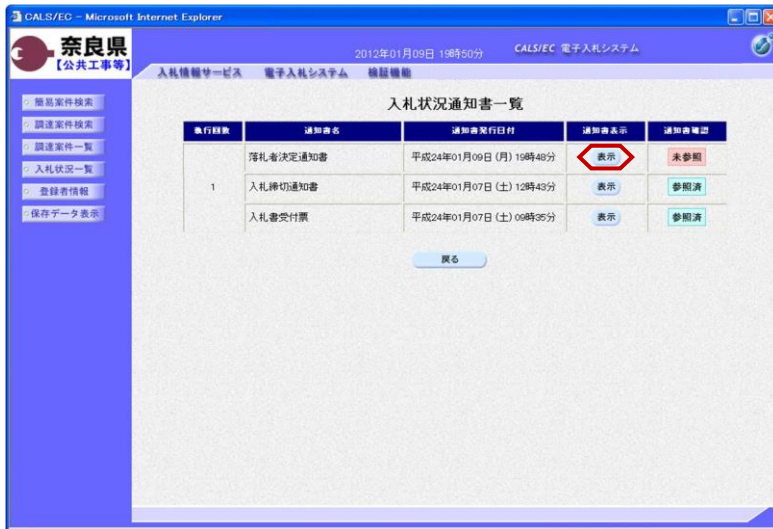 CALS/EC - Microsoft Internet Explorer
奈良県
【公共工事等】
2012年01月09日 19時50分
CALS/EC 電子入札システム
入札情報サービス 電子入札システム 検証機能
簡易案件検索
調達案件検索
調達案件一覧
入札状況一覧
登録者情報
保存データ表示
入札状況通知書一覧
執行回数 通知書名 通知書発行日付 通知書表示 通知書確認
落札者決定通知書 平成24年01月09日 (月) 19時48分 表示 未参照
1 入札締切通知書 平成24年01月07日 (土) 12時43分 表示 参照済
入札書受付票 平成24年01月07日 (土) 09時35分 表示 参照済
戻る